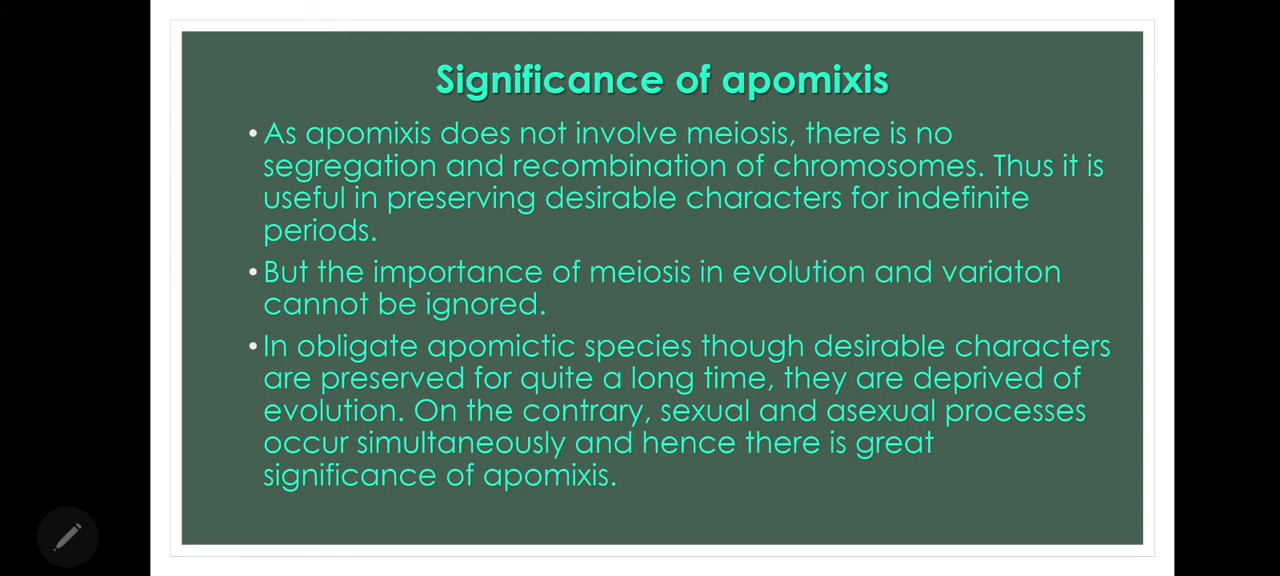 Significance of apomixis
• As apomixis does not involve meiosis, there is no
segregation and recombination of chromosomes. Thus it is
useful in preserving desirable characters for indefinite
periods.
• But the importance of meiosis in evolution and variaton
cannot be ignored.
• In obligate apomictic species though desirable characters
are preserved for quite a long time, they are deprived of
evolution. On the contrary, sexual and asexual processes
occur simultaneously and hence there is great
significance of apomixis.